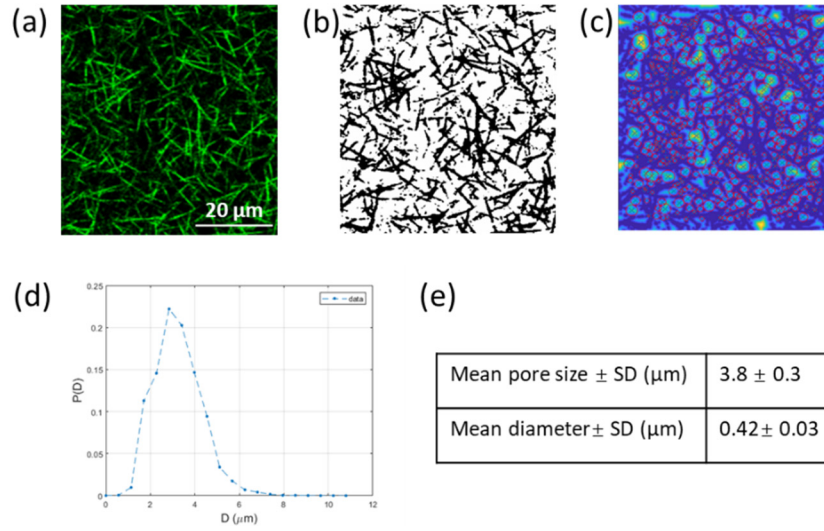 (a)
(b)
(c)
20 μm
(d)
(e)
data
0.25
0.2
0.15
0.1
0.05
0
P(D)
0 2 4 6 8 10 12
D (μm)
Mean pore size ± SD (μm) 3.8 ± 0.3
Mean diameter± SD (μm) 0.42± 0.03